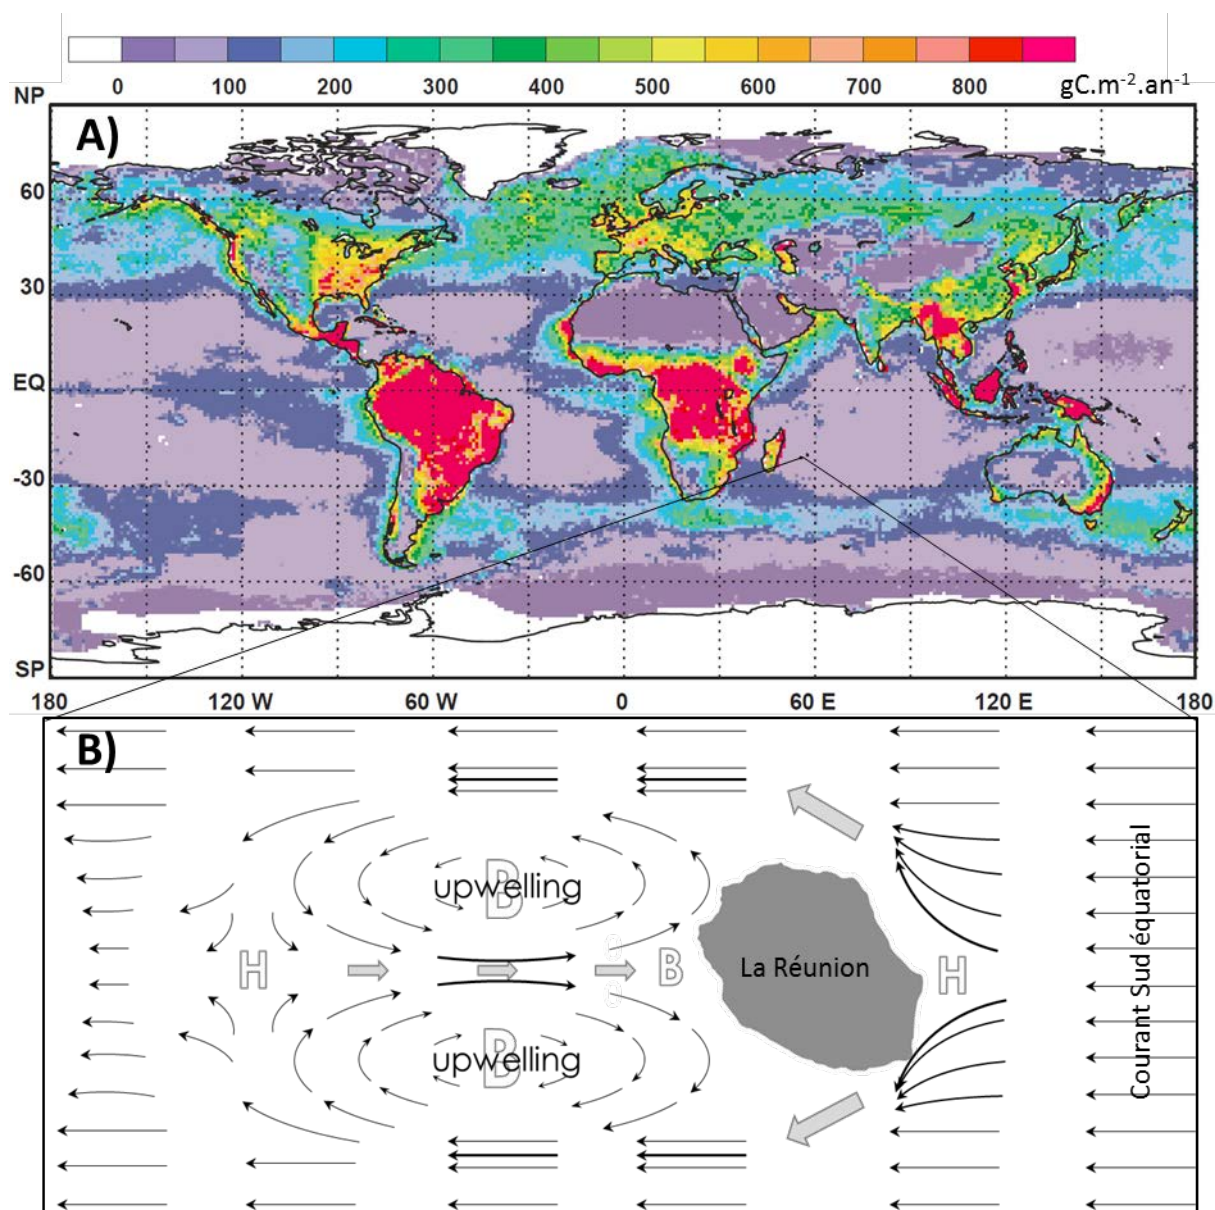 0 100 200 300 400 500 600 700 800 gC.m-2.an-1
NP
A)
60
30
EQ
-30
-60
SP
180 120 W 60 W 0 60 E 120 E 180
B)
B
upwelling
B
H
B
La Réunion
H
Courant Sud équatorial
B
upwelling
B